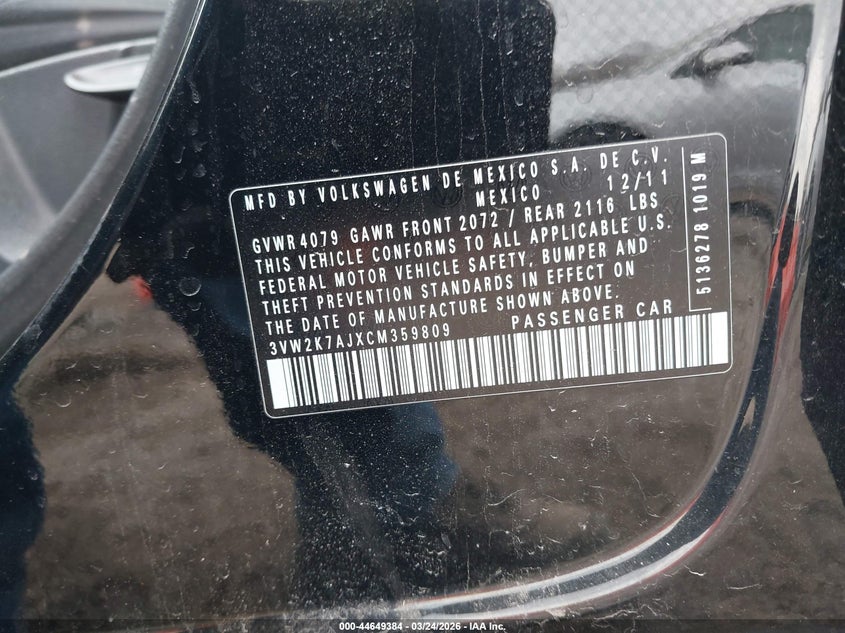 MFD BY VOLKSWAGEN DE MEXICO S.A. DE C.V.
MEXICO 12/11
GVWR 4079 GAWR FRONT 2072 / REAR 2116 LBS
THIS VEHICLE CONFORMS TO ALL APPLICABLE U.S.
FEDERAL MOTOR VEHICLE SAFETY, BUMPER AND
THEFT PREVENTION STANDARDS IN EFFECT ON
THE DATE OF MANUFACTURE SHOWN ABOVE.
3VW2K7AJXCM359809 PASSENGER CAR
5136278 1019 M
000-44649384 - 03/24/2026 - IAA Inc.